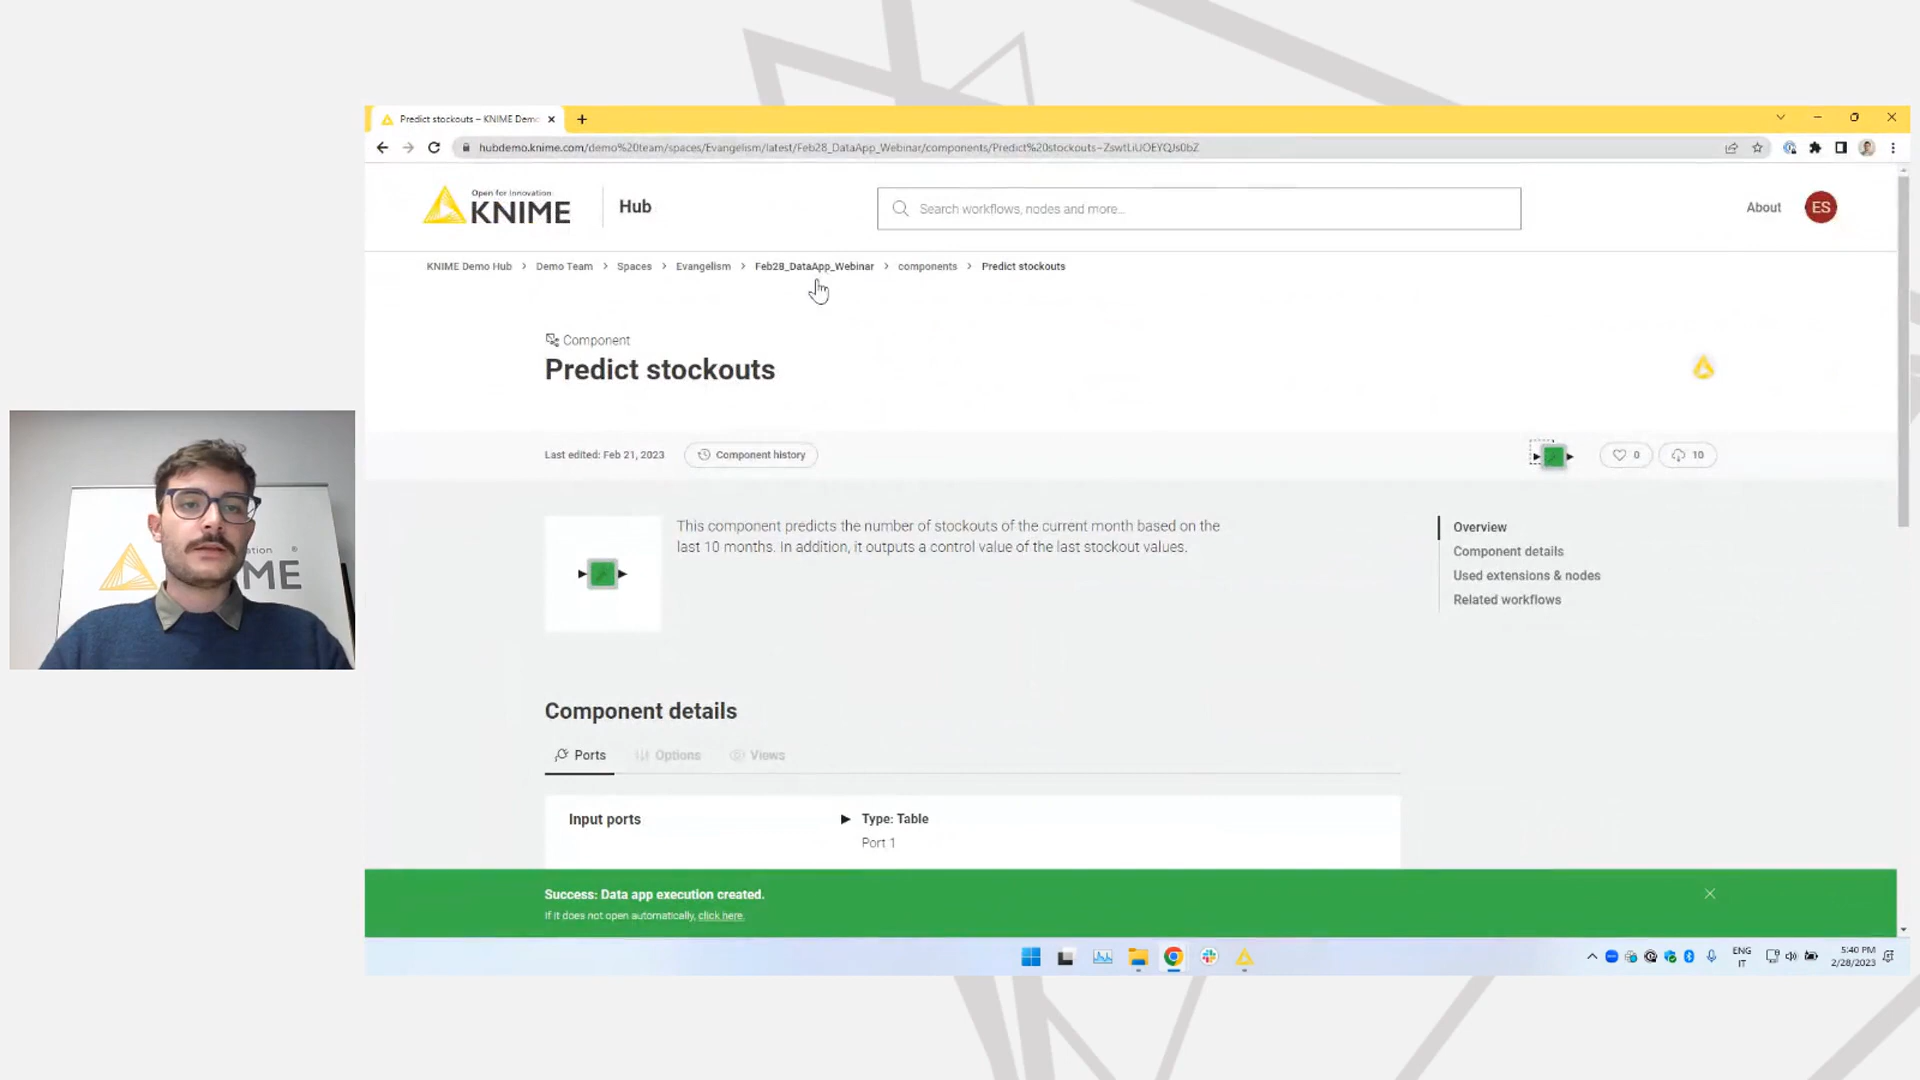 Predict stockouts – KNIME Demo
hubdemo.knime.com/demo%20team/spaces/Evangelism/latest/Feb28_DataApp_Webinar/components/Predict%20stockouts~ZswtLiUOEYQJs0bZ
Open for Innovation
KNIME
Hub
Search workflows, nodes and more...
About
ES
KNIME Demo Hub
Demo Team
Spaces
Evangelism
Feb28_DataApp_Webinar
components
Predict stockouts
Component
Predict stockouts
Last edited: Feb 21, 2023
Component history
0
10
This component predicts the number of stockouts of the current month based on the
last 10 months. In addition, it outputs a control value of the last stockout values.
Overview
Component details
Used extensions & nodes
Related workflows
Component details
Ports
Options
Views
Input ports
Type: Table
Port 1
Success: Data app execution created.
If it does not open automatically, click here.
ENG
IT
5:40 PM
2/28/2023